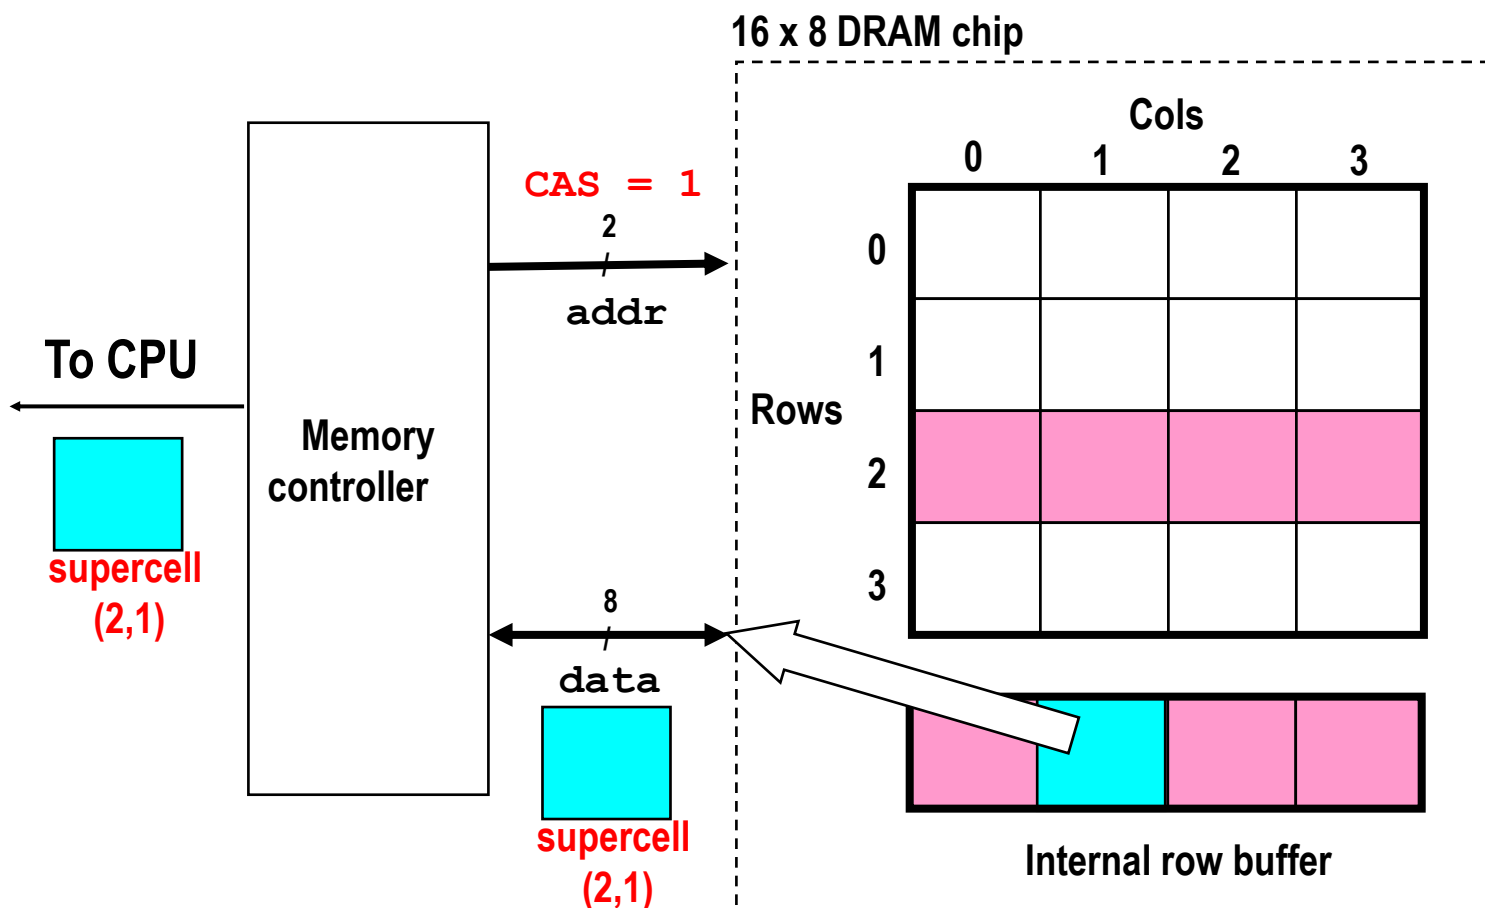 16 x 8 DRAM chip
Cols
0 1 2 3
CAS = 1
2
addr
0
1
Rows
2
3
To CPU
Memory
controller
supercell
(2,1)
8
data
supercell
(2,1)
Internal row buffer